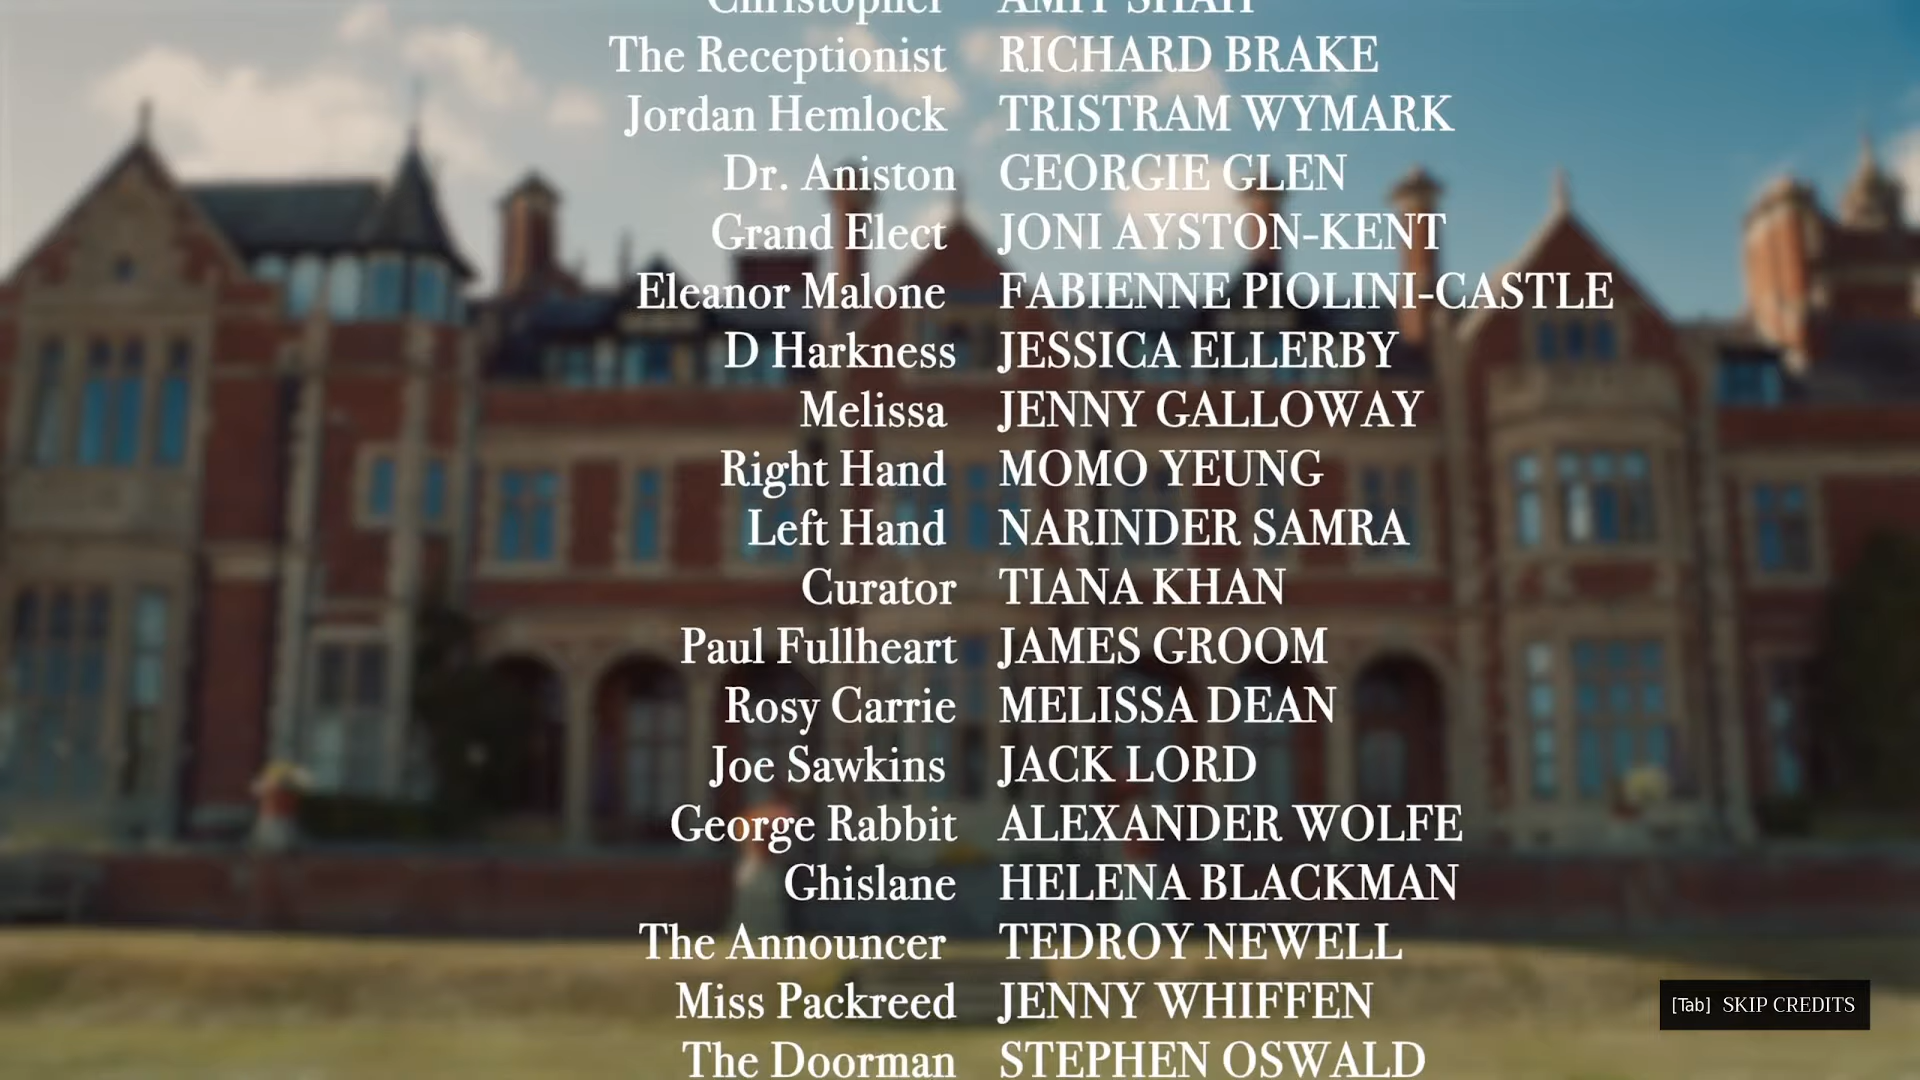 Christopher AMIT SHAH
The Receptionist RICHARD BRAKE
Jordan Hemlock TRISTRAM WYMARK
Dr. Aniston GEORGIE GLEN
Grand Elect JONI AYSTON-KENT
Eleanor Malone FABIENNE PIOLINI-CASTLE
D Harkness JESSICA ELLERBY
Melissa JENNY GALLOWAY
Right Hand MOMO YEUNG
Left Hand NARINDER SAMRA
Curator TIANA KHAN
Paul Fullheart JAMES GROOM
Rosy Carrie MELISSA DEAN
Joe Sawkins JACK LORD
George Rabbit ALEXANDER WOLFE
Ghislane HELENA BLACKMAN
The Announcer TEDROY NEWELL
Miss Packreed JENNY WHIFFEN
[Tab] SKIP CREDITS
The Doorman STEPHEN OSWALD